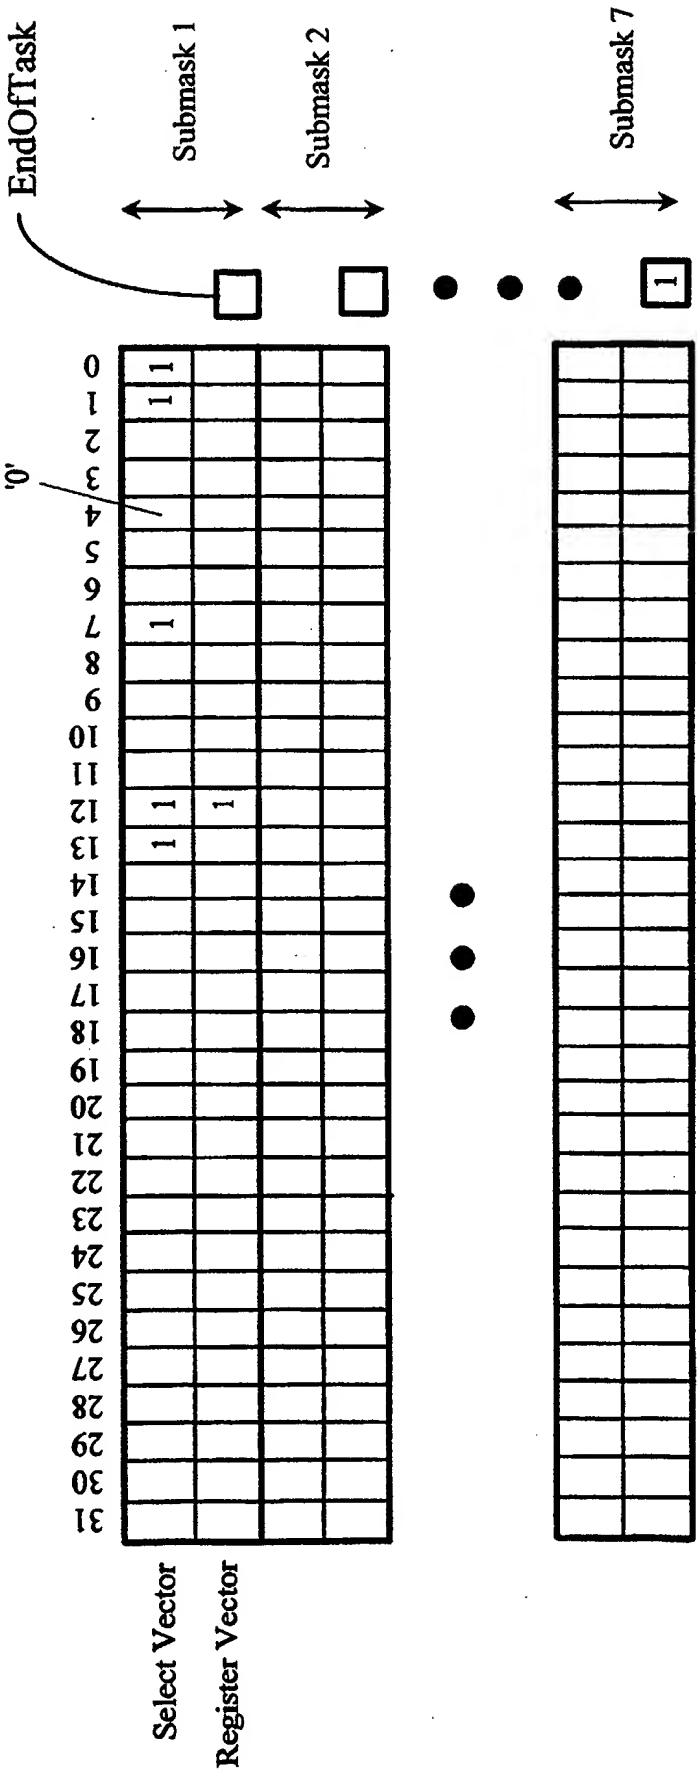 EndOfTask
'0'
31 30 29 28 27 26 25 24 23 22 21 20 19 18 17 16 15 14 13 12 11 10 9 8 7 6 5 4 3 2 1 0
Select Vector 1 1 1 1 1
Submask 1
Register Vector 1
Submask 2
Submask 7
1